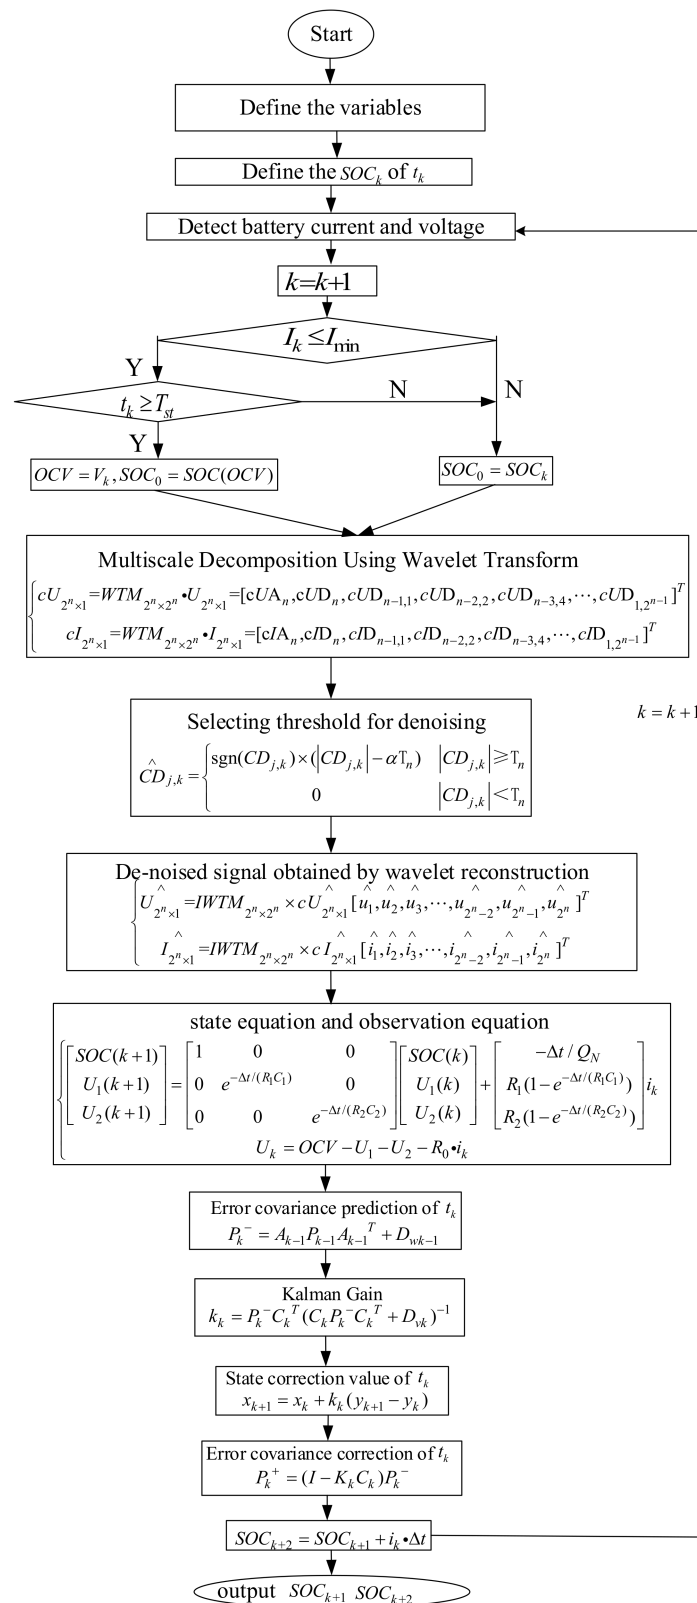 Start
Define the variables
Define the SOC_k of t_k
Detect battery current and voltage
k=k+1
I_k ≤ I_min
Y
N
N
t_k ≥ T_st
Y
OCV = V_k, SOC_0 = SOC(OCV)
SOC_0 = SOC_k
Multiscale Decomposition Using Wavelet Transform
cU_{2^n×1}=WTM_{2^n×2^n}•U_{2^n×1}=[cUA_n,cUD_n,cUD_{n-1,1},cUD_{n-2,2},cUD_{n-3,4},⋯,cUD_{1,2^{n-1}}]^T
cI_{2^n×1}=WTM_{2^n×2^n}•I_{2^n×1}=[cIA_n,cID_n,cID_{n-1,1},cID_{n-2,2},cID_{n-3,4},⋯,cID_{1,2^{n-1}}]^T
k = k+1
Selecting threshold for denoising
ĈD_{j,k} = { sgn(CD_{j,k})×(|CD_{j,k}|−αT_n) |CD_{j,k}|≥T_n
0 |CD_{j,k}|<T_n
De-noised signal obtained by wavelet reconstruction
Û_{2^n×1}=IWTM_{2^n×2^n}×cÛ_{2^n×1}[û_1,û_2,û_3,⋯,û_{2^n−2},û_{2^n−1},û_{2^n}]^T
Î_{2^n×1}=IWTM_{2^n×2^n}×cÎ_{2^n×1}[î_1,î_2,î_3,⋯,î_{2^n−2},î_{2^n−1},î_{2^n}]^T
state equation and observation equation
[SOC(k+1) [1 0 0 [SOC(k) [−Δt/Q_N
U_1(k+1) = 0 e^{−Δt/(R_1C_1)} 0 U_1(k) + R_1(1−e^{−Δt/(R_1C_1)}) i_k
U_2(k+1)] 0 0 e^{−Δt/(R_2C_2)}] U_2(k)] R_2(1−e^{−Δt/(R_2C_2)})]
U_k = OCV −U_1 −U_2 −R_0•i_k
Error covariance prediction of t_k
P_k^− = A_{k−1}P_{k−1}A_{k−1}^T + D_{wk−1}
Kalman Gain
k_k = P_k^−C_k^T(C_kP_k^−C_k^T + D_{vk})^{−1}
State correction value of t_k
x_{k+1} = x_k + k_k(y_{k+1} − y_k)
Error covariance correction of t_k
P_k^+ = (I − K_kC_k)P_k^−
SOC_{k+2} = SOC_{k+1} + i_k•Δt
output SOC_{k+1} SOC_{k+2}